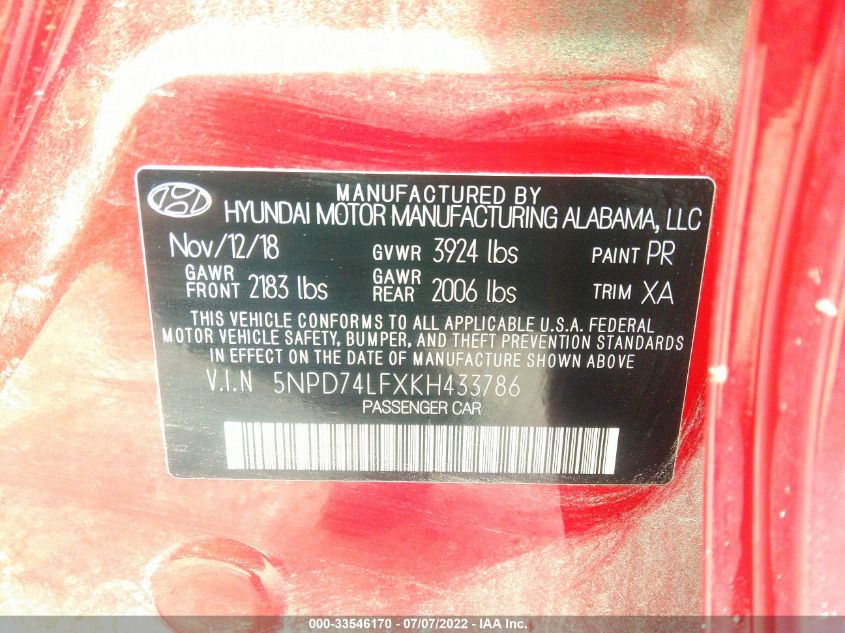 MANUFACTURED BY
HYUNDAI MOTOR MANUFACTURING ALABAMA, LLC
Nov/12/18 GVWR 3924 lbs PAINT PR
GAWR FRONT 2183 lbs GAWR REAR 2006 lbs TRIM XA
THIS VEHICLE CONFORMS TO ALL APPLICABLE U.S.A. FEDERAL
MOTOR VEHICLE SAFETY, BUMPER, AND THEFT PREVENTION STANDARDS
IN EFFECT ON THE DATE OF MANUFACTURE SHOWN ABOVE
V.I.N 5NPD74LFXKH433786
PASSENGER CAR
000-33546170 - 07/07/2022 - IAA Inc.